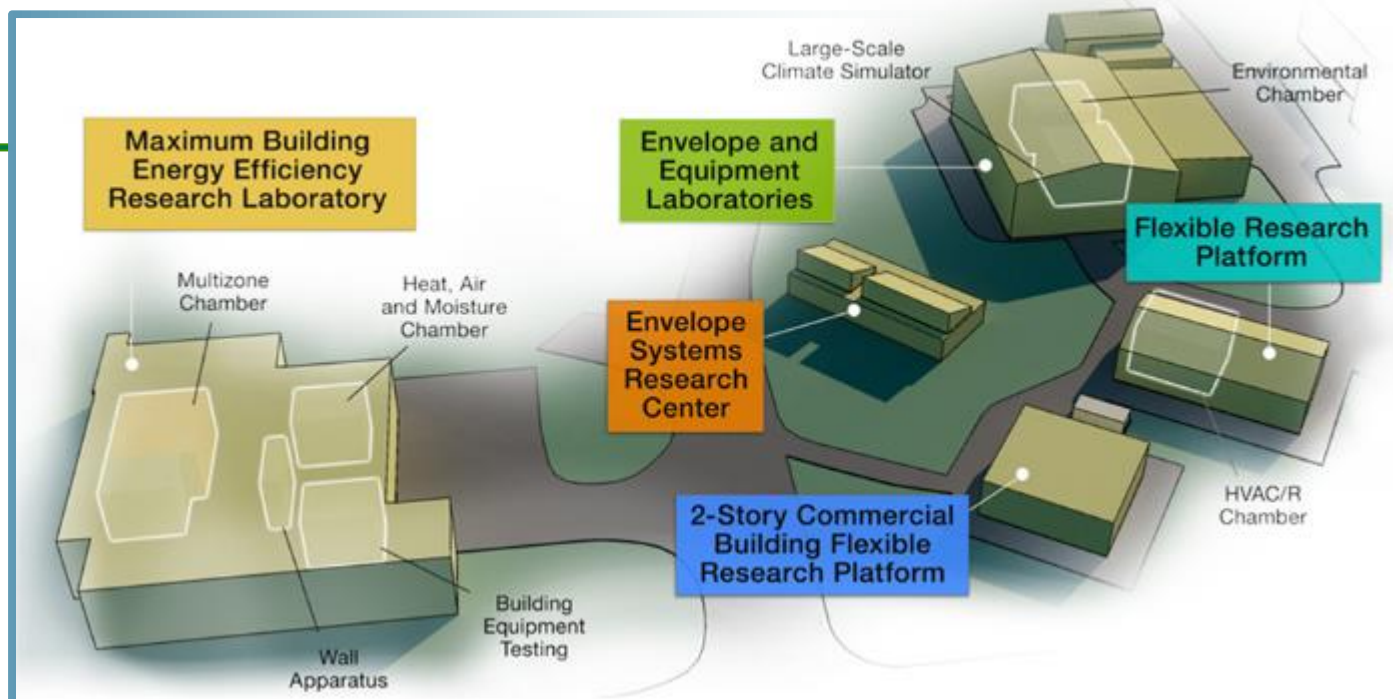 Large-Scale
Climate Simulator
Environmental
Chamber
Maximum Building
Energy Efficiency
Research Laboratory
Envelope and
Equipment
Laboratories
Flexible Research
Platform
Multizone
Chamber
Heat, Air
and Moisture
Chamber
Envelope
Systems
Research
Center
HVAC/R
Chamber
2-Story Commercial
Building Flexible
Research Platform
Building
Equipment
Testing
Wall
Apparatus